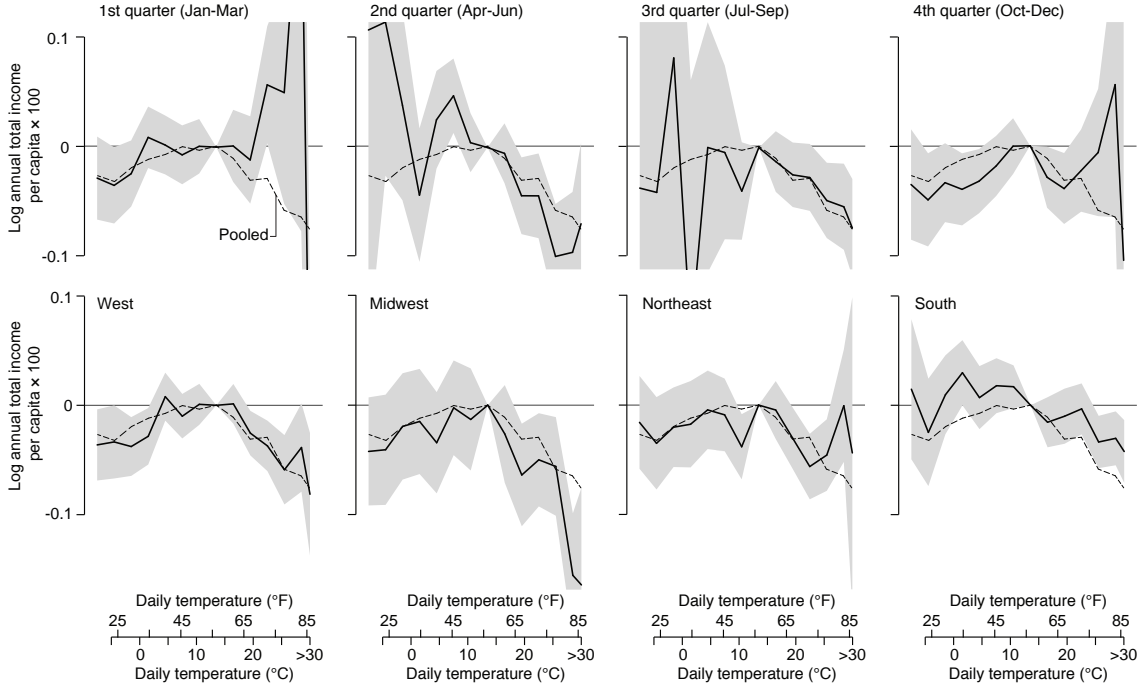 1st quarter (Jan-Mar)
2nd quarter (Apr-Jun)
3rd quarter (Jul-Sep)
4th quarter (Oct-Dec)
Log annual total income
per capita × 100
0.1
0
-0.1
Pooled
0.1
0
-0.1
Log annual total income
per capita × 100
West
Midwest
Northeast
South
Daily temperature (°F)
25 45 65 85
0 10 20 >30
Daily temperature (°C)
Daily temperature (°F)
25 45 65 85
0 10 20 >30
Daily temperature (°C)
Daily temperature (°F)
25 45 65 85
0 10 20 >30
Daily temperature (°C)
Daily temperature (°F)
25 45 65 85
0 10 20 >30
Daily temperature (°C)